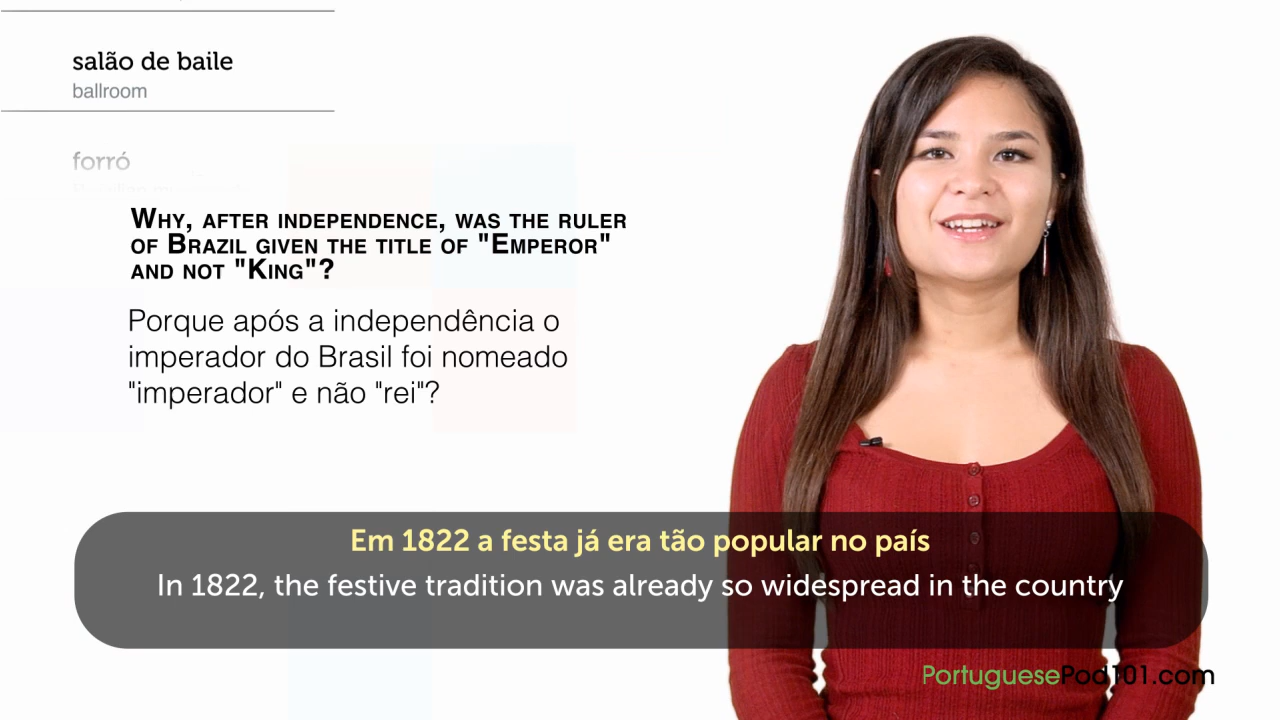 salão de baile
ballroom
forró
Why, after independence, was the ruler
of Brazil given the title of "Emperor"
and not "King"?
Porque após a independência o
imperador do Brasil foi nomeado
"imperador" e não "rei"?
Em 1822 a festa já era tão popular no país
In 1822, the festive tradition was already so widespread in the country
PortuguesePod101.com